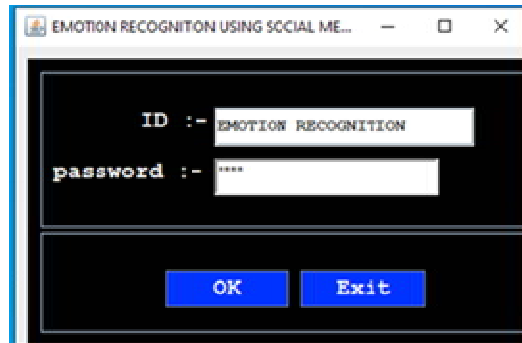 EMOTION RECOGNITON USING SOCIAL ME...
ID :- EMOTION RECOGNITION
password :- ****
OK Exit